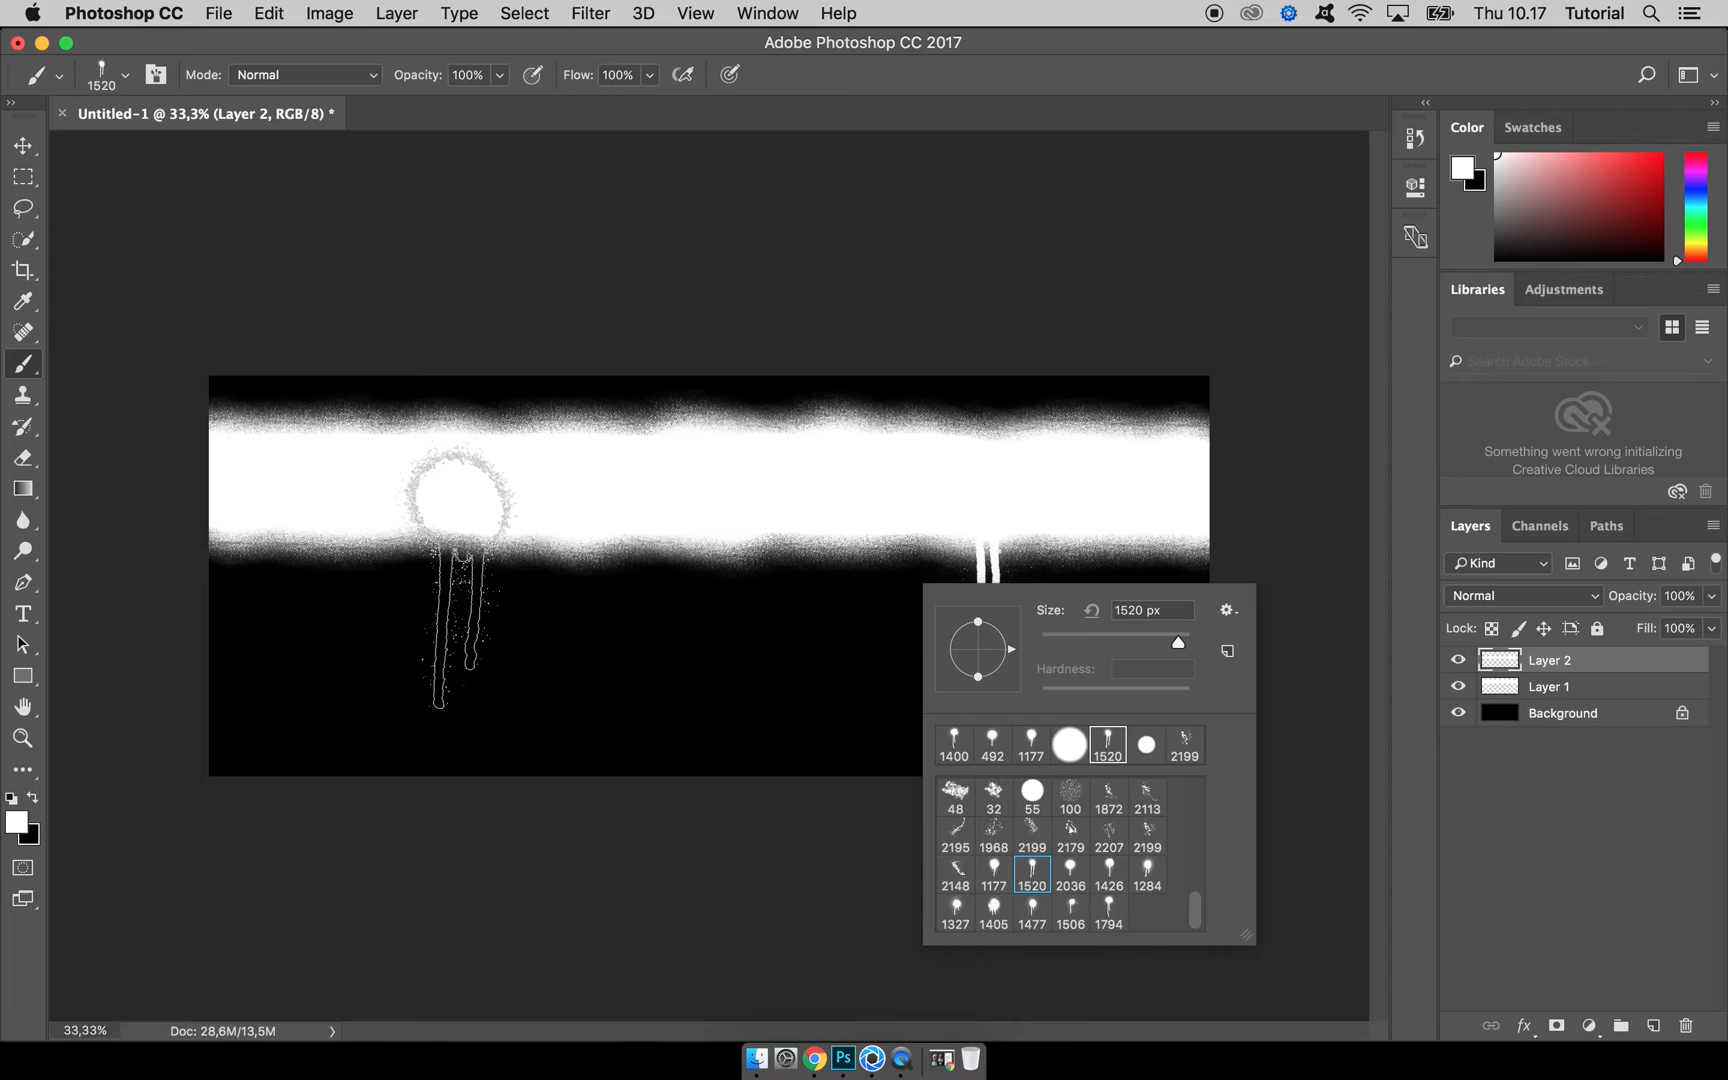 Photoshop CC File Edit Image Layer Type Select Filter 3D View Window Help Thu 10.17 Tutorial
Adobe Photoshop CC 2017
1520 Mode: Normal Opacity: 100% Flow: 100%
Untitled-1 @ 33,3% (Layer 2, RGB/8) *
Color Swatches
Libraries Adjustments
Search Adobe Stock
Something went wrong initializing
Creative Cloud Libraries
Layers Channels Paths
Kind
Normal Opacity: 100%
Lock: Fill: 100%
Layer 2
Layer 1
Background
Size: 1520 px
Hardness:
1400 492 1177 1520 2199
48 32 55 100 1872 2113
2195 1968 2199 2179 2207 2199
2148 1177 1520 2036 1426 1284
1327 1405 1477 1506 1794
T
33,33% Doc: 28,6M/13,5M
fx
Ps